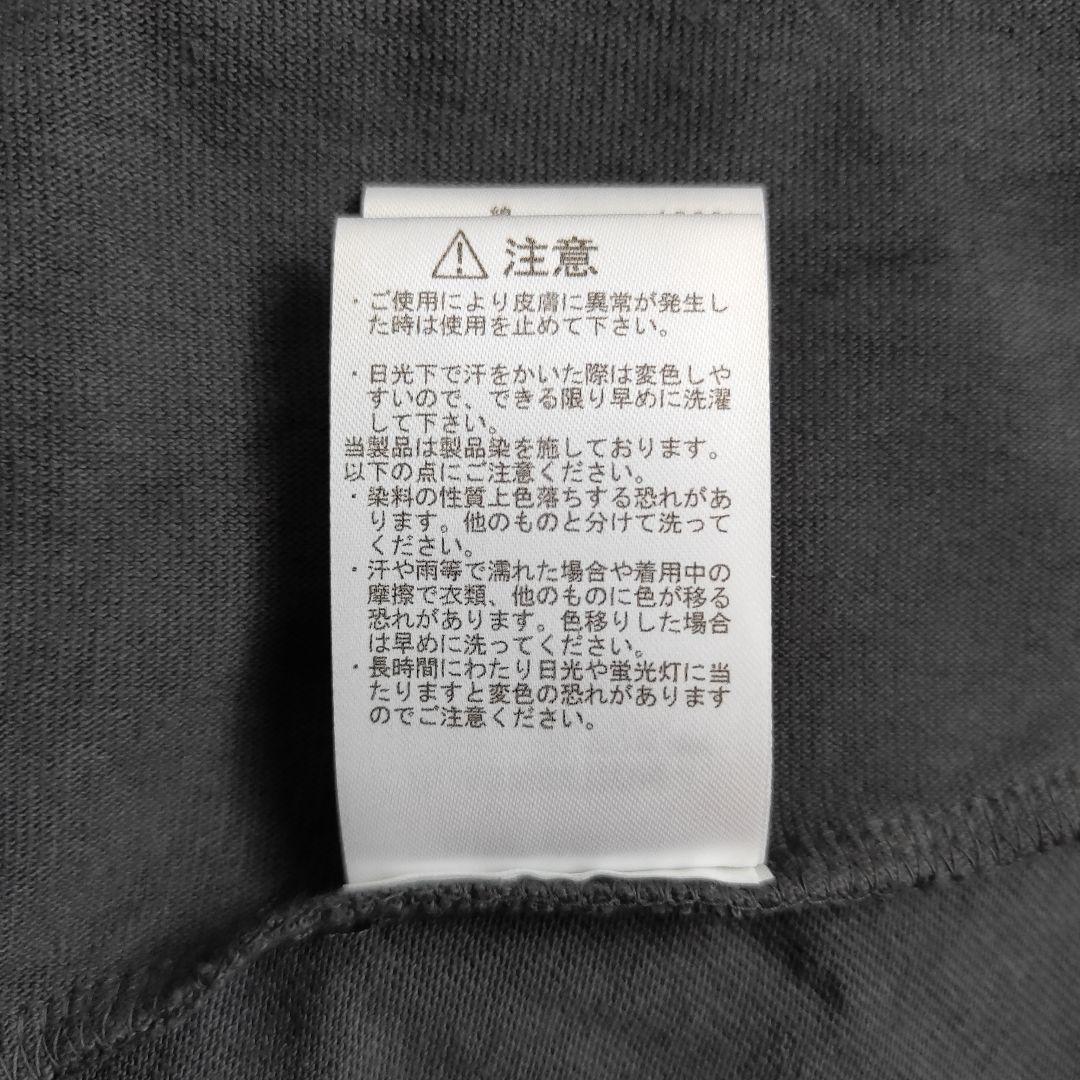 綿
注意
・ご使用により皮膚に異常が発生し
た時は使用を止めて下さい。
・日光下で汗をかいた際は変色しや
すいので、できる限り早めに洗濯
して下さい。
当製品は製品染を施しております。
以下の点にご注意ください。
・染料の性質上色落ちする恐れがあ
ります。他のものと分けて洗って
ください。
・汗や雨等で濡れた場合や着用中の
摩擦で衣類、他のものに色が移る
恐れがあります。色移りした場合
は早めに洗ってください。
・長時間にわたり日光や蛍光灯に当
たりますと変色の恐れがあります
のでご注意ください。